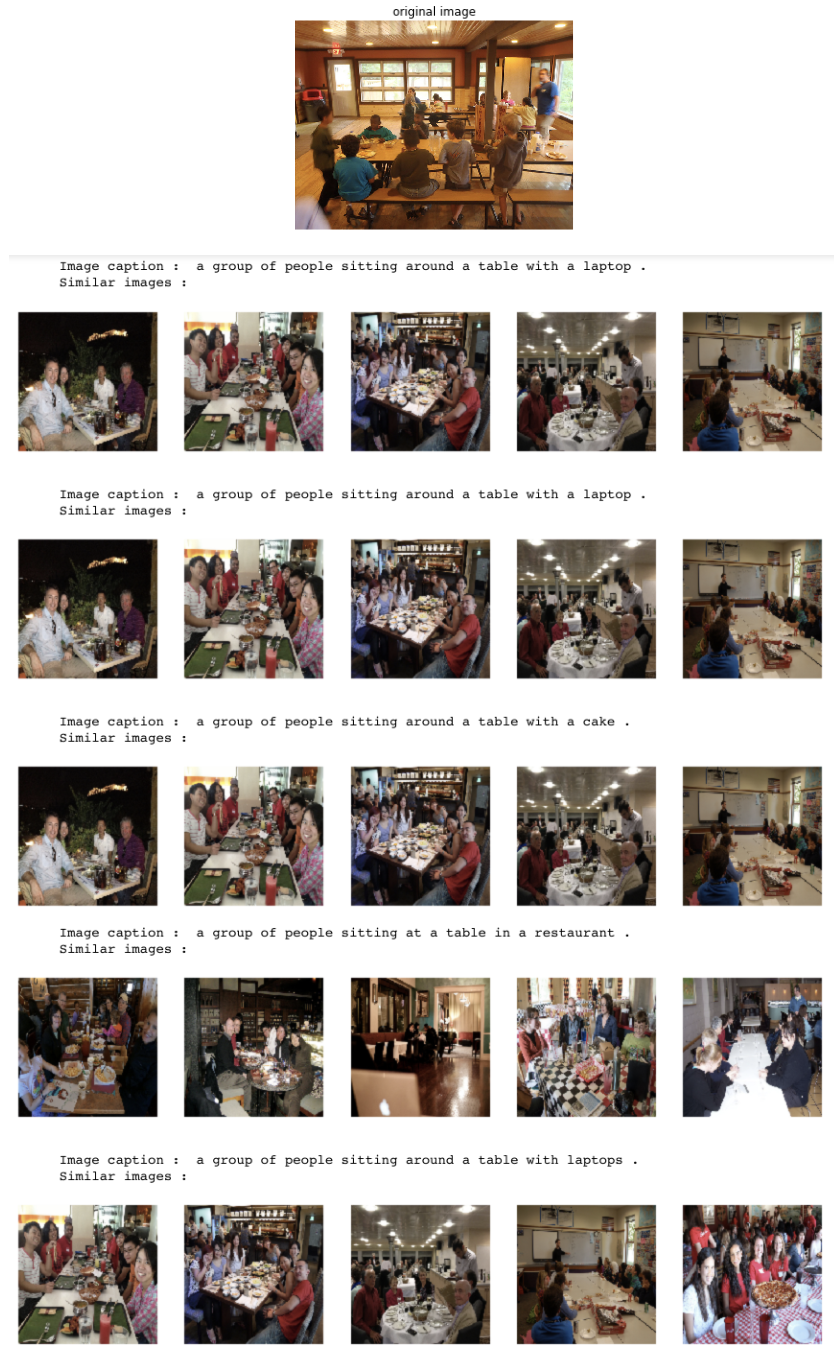 original image
Image caption :  a group of people sitting around a table with a laptop .
Similar images :
Image caption :  a group of people sitting around a table with a laptop .
Similar images :
Image caption :  a group of people sitting around a table with a cake .
Similar images :
Image caption :  a group of people sitting at a table in a restaurant .
Similar images :
Image caption :  a group of people sitting around a table with laptops .
Similar images :